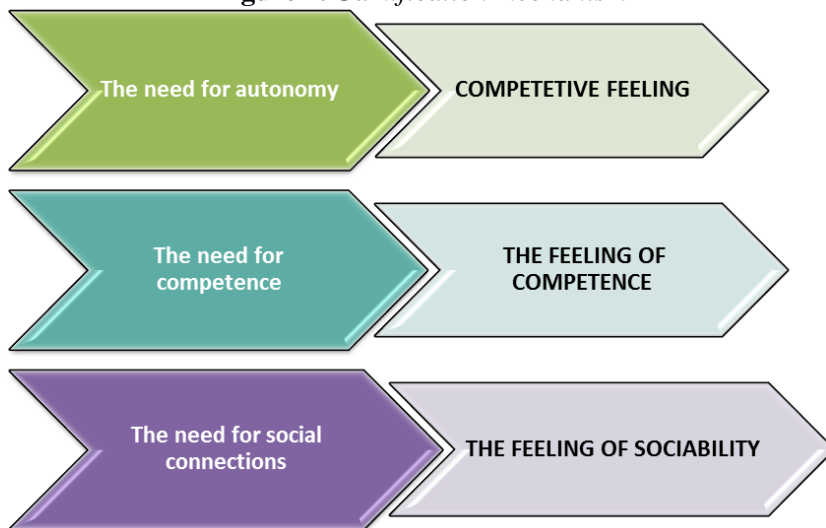 The need for autonomy
COMPETETIVE FEELING
The need for
competence
THE FEELING OF
COMPETENCE
The need for social
connections
THE FEELING OF SOCIABILITY